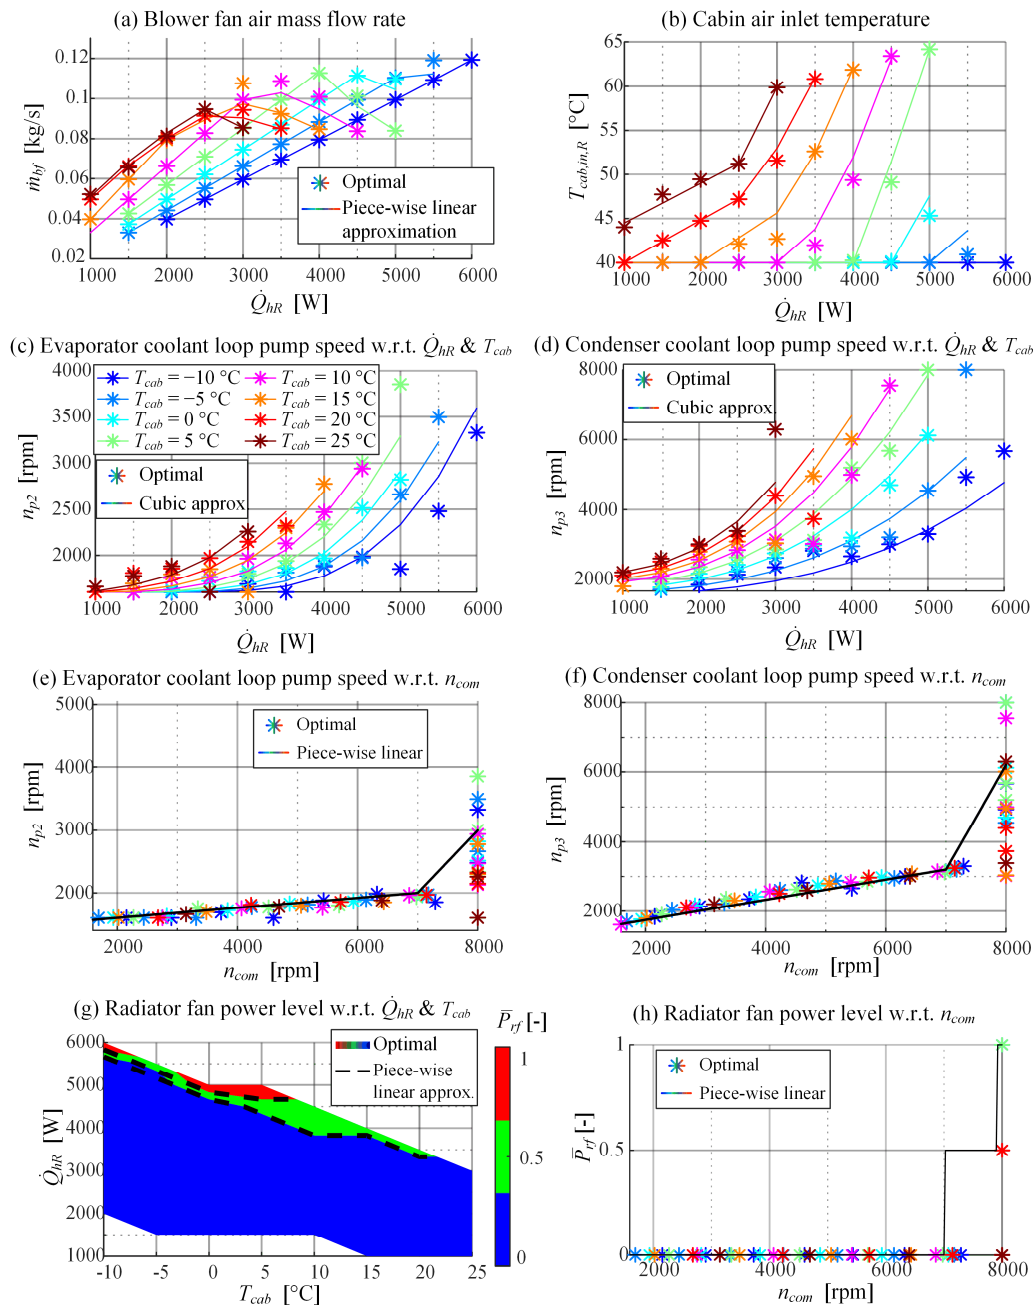 (a) Blower fan air mass flow rate
0.12
0.1
0.08
0.06
0.04
0.02
ṁbf [kg/s]
Optimal
Piece-wise linear
approximation
1000 2000 3000 4000 5000 6000
Q̇hR [W]
(b) Cabin air inlet temperature
65
60
55
50
45
40
Tcab,in,R [°C]
1000 2000 3000 4000 5000 6000
Q̇hR [W]
(c) Evaporator coolant loop pump speed w.r.t. Q̇hR & Tcab
4000
3500
3000
2500
2000
np2 [rpm]
Tcab = −10 °C Tcab = 10 °C
Tcab = −5 °C Tcab = 15 °C
Tcab = 0 °C Tcab = 20 °C
Tcab = 5 °C Tcab = 25 °C
Optimal
Cubic approx.
1000 2000 3000 4000 5000 6000
Q̇hR [W]
(d) Condenser coolant loop pump speed w.r.t. Q̇hR & Tcab
8000
6000
4000
2000
np3 [rpm]
Optimal
Cubic approx.
1000 2000 3000 4000 5000 6000
Q̇hR [W]
(e) Evaporator coolant loop pump speed w.r.t. ncom
5000
4000
3000
2000
np2 [rpm]
Optimal
Piece-wise linear
2000 4000 6000 8000
ncom [rpm]
(f) Condenser coolant loop pump speed w.r.t. ncom
8000
6000
4000
2000
np3 [rpm]
2000 4000 6000 8000
ncom [rpm]
(g) Radiator fan power level w.r.t. Q̇hR & Tcab
6000
5000
4000
3000
2000
1000
Q̇hR [W]
Optimal
Piece-wise
linear approx.
-10 -5 0 5 10 15 20 25
Tcab [°C]
P̄rf [-]
1
0.5
0
(h) Radiator fan power level w.r.t. ncom
1
0.5
0
P̄rf [-]
Optimal
Piece-wise linear
2000 4000 6000 8000
ncom [rpm]